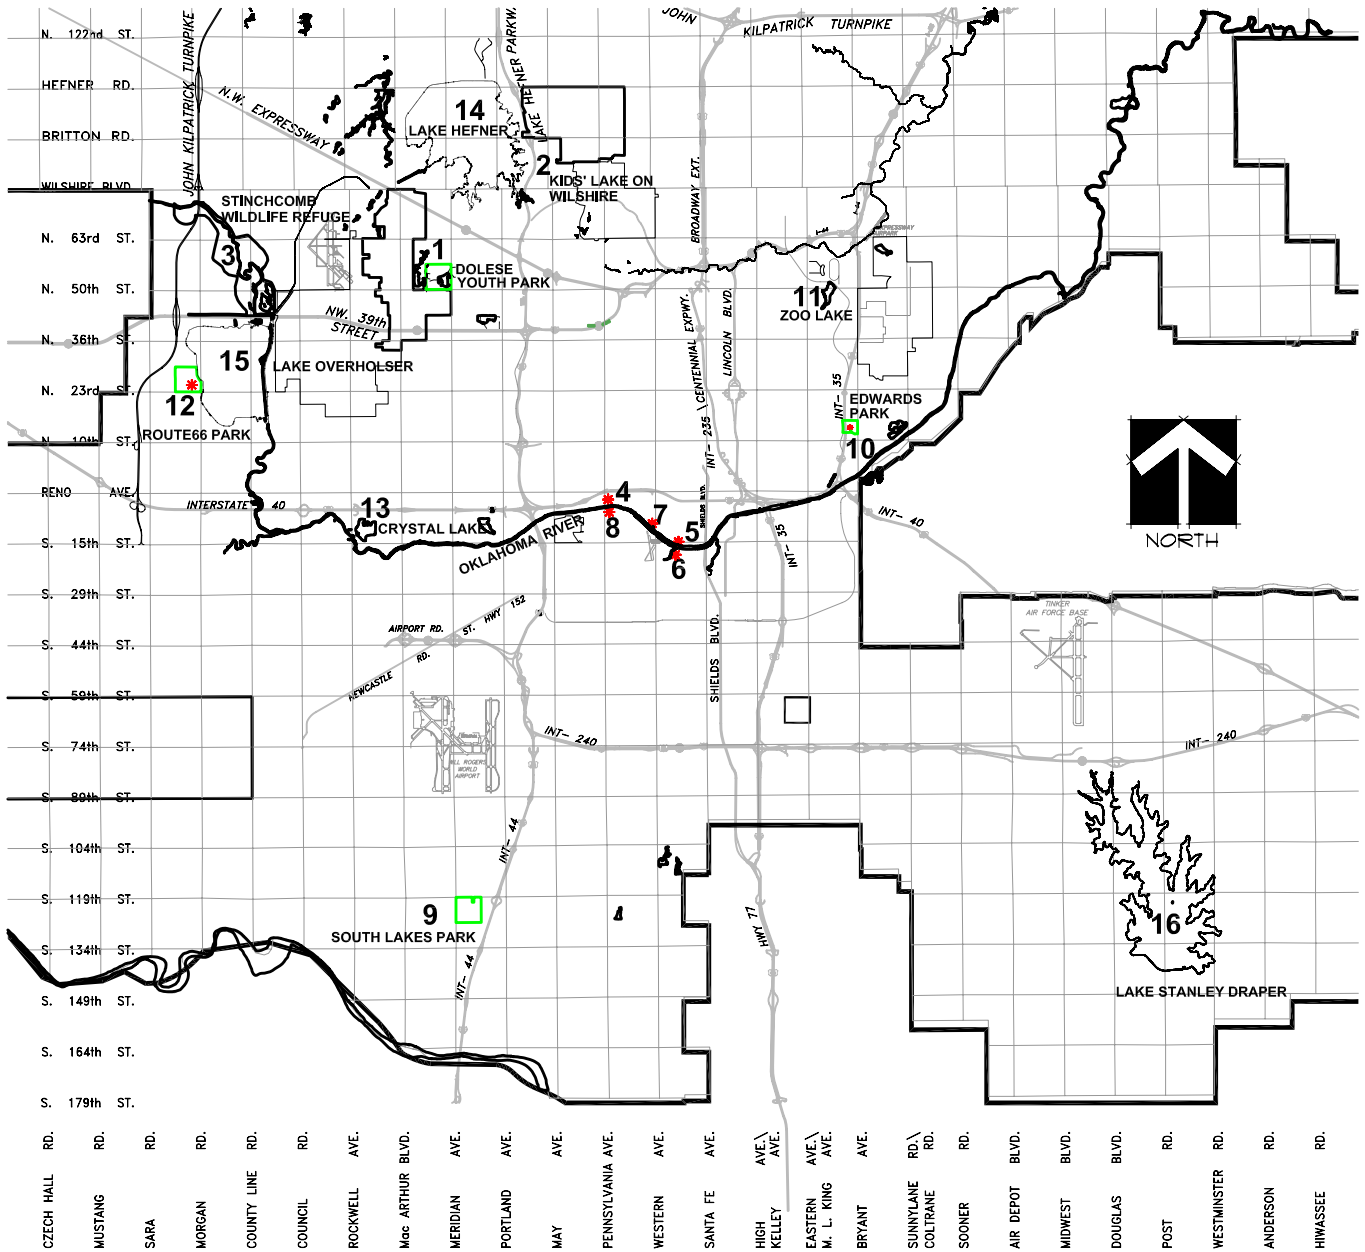 N. 122nd ST.
HEFNER RD.
BRITTON RD.
WILSHIRE BLVD.
N. 63rd ST.
N. 50th ST.
N. 36th ST.
N. 23rd ST.
N. 10th ST.
RENO AVE.
S. 15th ST.
S. 29th ST.
S. 44th ST.
S. 59th ST.
S. 74th ST.
S. 89th ST.
S. 104th ST.
S. 119th ST.
S. 134th ST.
S. 149th ST.
S. 164th ST.
S. 179th ST.
JOHN KILPATRICK TURNPIKE
N.W. EXPRESSWAY
LAKE HEFNER PARKWAY
JOHN
KILPATRICK TURNPIKE
BROADWAY EXT.
14
LAKE HEFNER
2
KIDS' LAKE ON
WILSHIRE
STINCHCOMB
WILDLIFE REFUGE
3
1
DOLESE
YOUTH PARK
NW. 39th
STREET
EXPRESSWAY
AIRPARK
11
ZOO LAKE
CENTENNIAL EXPWY.
INT- 235 \
LINCOLN BLVD.
INT- 35
15
LAKE OVERHOLSER
12
ROUTE66 PARK
EDWARDS
PARK
10
INTERSTATE 40
13
CRYSTAL LAKE
OKLAHOMA RIVER
4
8
7
5
6
SHIELDS BLVD.
INT- 35
INT- 40
NORTH
AIRPORT RD.
ST. HWY 152
NEWCASTLE RD.
SHIELDS BLVD.
TINKER
AIR FORCE BASE
WILL ROGERS
WORLD
AIRPORT
INT- 240
INT- 240
INT- 44
9
SOUTH LAKES PARK
INT- 44
HWY 77
16
LAKE STANLEY DRAPER
CZECH HALL RD.
MUSTANG RD.
SARA RD.
MORGAN RD.
COUNTY LINE RD.
COUNCIL RD.
ROCKWELL AVE.
Mac ARTHUR BLVD.
MERIDIAN AVE.
PORTLAND AVE.
MAY AVE.
PENNSYLVANIA AVE.
WESTERN AVE.
SANTA FE AVE.
HIGH AVE.\
KELLEY AVE.
EASTERN AVE.\
M. L. KING AVE.
BRYANT AVE.
SUNNYLANE RD.\
COLTRANE RD.
SOONER RD.
AIR DEPOT BLVD.
MIDWEST BLVD.
DOUGLAS BLVD.
POST RD.
WESTMINSTER RD.
ANDERSON RD.
HIWASSEE RD.